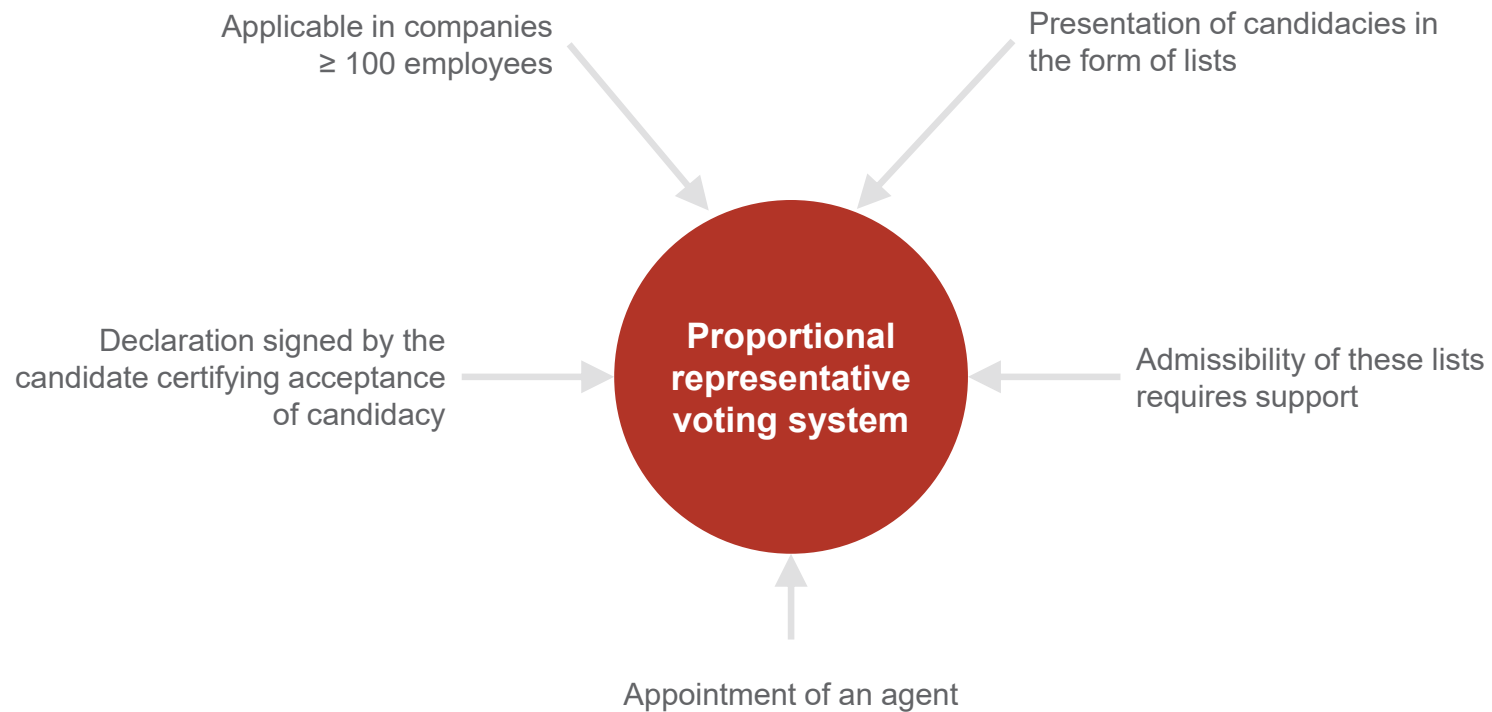 Applicable in companies
≥ 100 employees
Presentation of candidacies in
the form of lists
Declaration signed by the
candidate certifying acceptance
of candidacy
Proportional
representative
voting system
Admissibility of these lists
requires support
Appointment of an agent